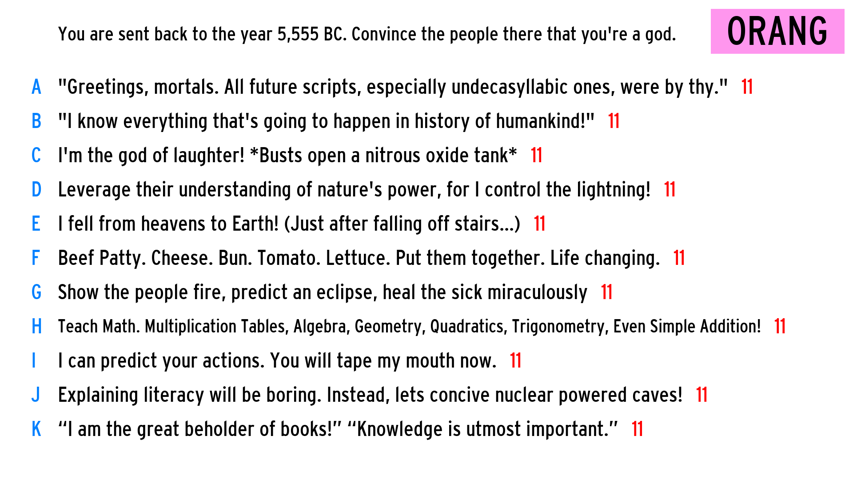 You are sent back to the year 5,555 BC. Convince the people there that you're a god.
ORANG
A "Greetings, mortals. All future scripts, especially undecasyllabic ones, were by thy." 11
B "I know everything that's going to happen in history of humankind!" 11
C I'm the god of laughter! *Busts open a nitrous oxide tank* 11
D Leverage their understanding of nature's power, for I control the lightning! 11
E I fell from heavens to Earth! (Just after falling off stairs...) 11
F Beef Patty. Cheese. Bun. Tomato. Lettuce. Put them together. Life changing. 11
G Show the people fire, predict an eclipse, heal the sick miraculously 11
H Teach Math. Multiplication Tables, Algebra, Geometry, Quadratics, Trigonometry, Even Simple Addition! 11
I I can predict your actions. You will tape my mouth now. 11
J Explaining literacy will be boring. Instead, lets concive nuclear powered caves! 11
K “I am the great beholder of books!” “Knowledge is utmost important.” 11